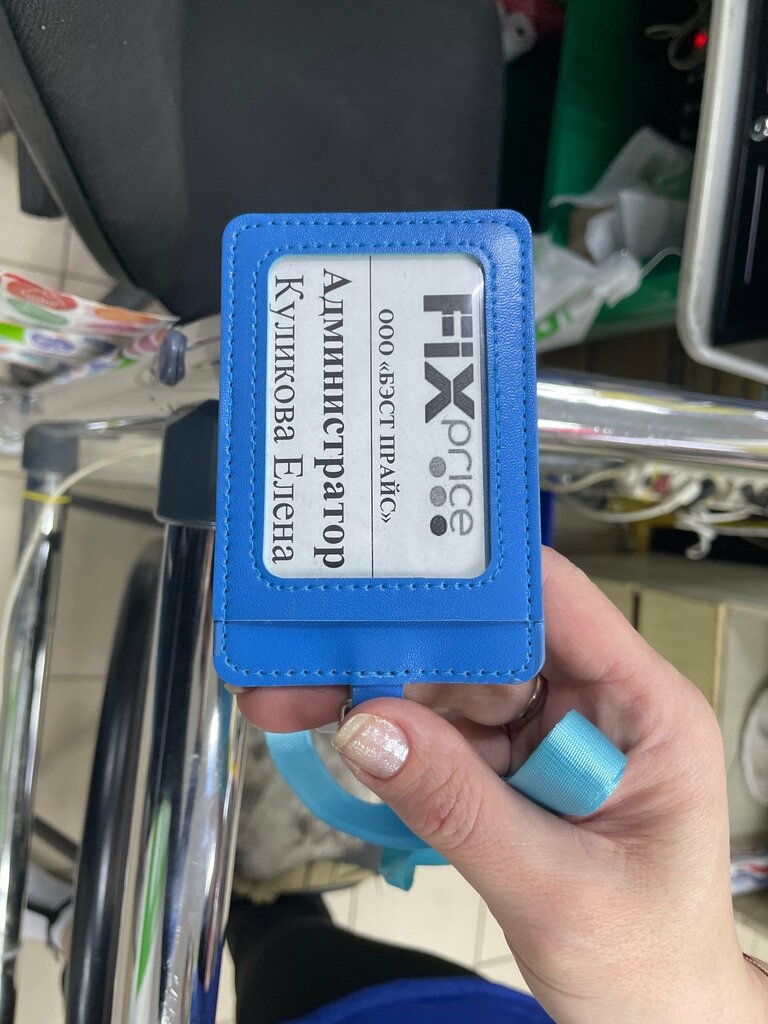 FIX price
ООО «БЭСТ ПРАЙС»
Администратор
Куликова Елена